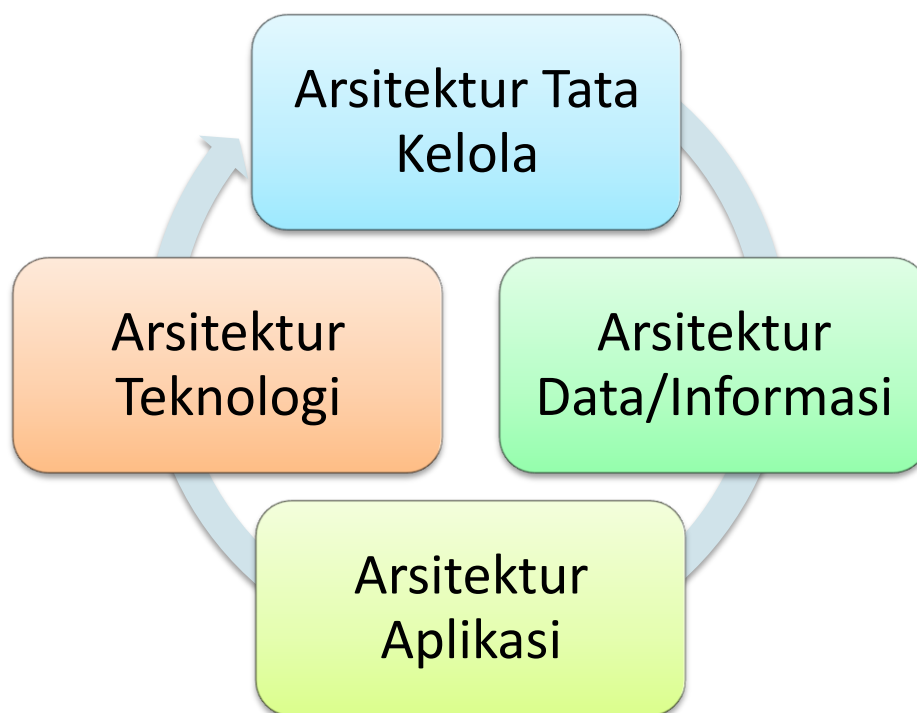 Arsitektur Tata
Kelola
Arsitektur
Teknologi
Arsitektur
Data/Informasi
Arsitektur
Aplikasi